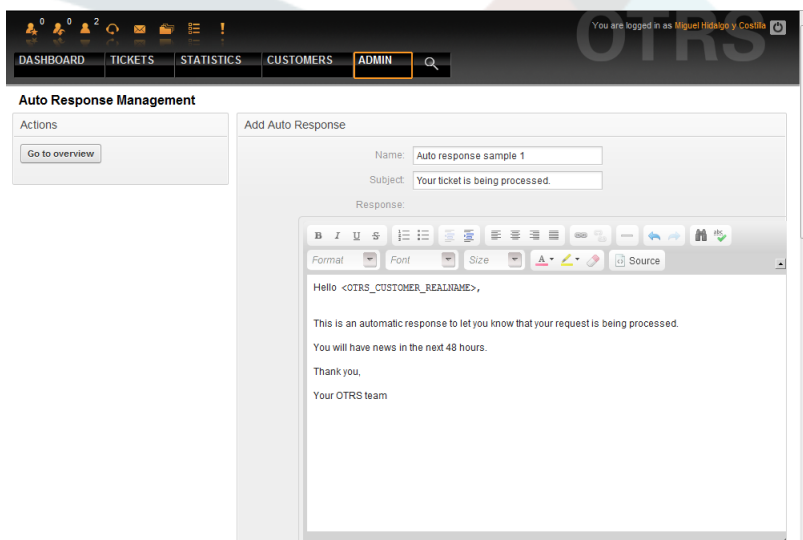 0 0 2
You are logged in as Miguel Hidalgo y Costilla
OTRS
DASHBOARD TICKETS STATISTICS CUSTOMERS ADMIN
Auto Response Management
Actions
Go to overview
Add Auto Response
Name: Auto response sample 1
Subject: Your ticket is being processed.
Response:
B I U S
abc
Format Font Size A Source
Hello <OTRS_CUSTOMER_REALNAME>,
This is an automatic response to let you know that your request is being processed.
You will have news in the next 48 hours.
Thank you,
Your OTRS team